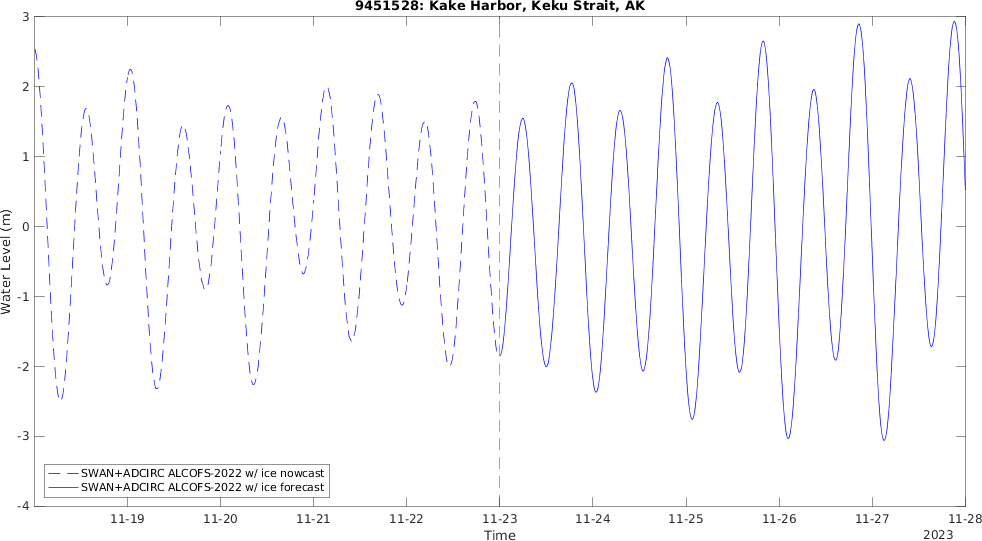 9451528: Kake Harbor, Keku Strait, AK
3
2
1
0
-1
-2
-3
-4
Water Level (m)
SWAN+ADCIRC ALCOFS-2022 w/ ice nowcast
SWAN+ADCIRC ALCOFS-2022 w/ ice forecast
11-19 11-20 11-21 11-22 11-23 11-24 11-25 11-26 11-27 11-28
Time
2023